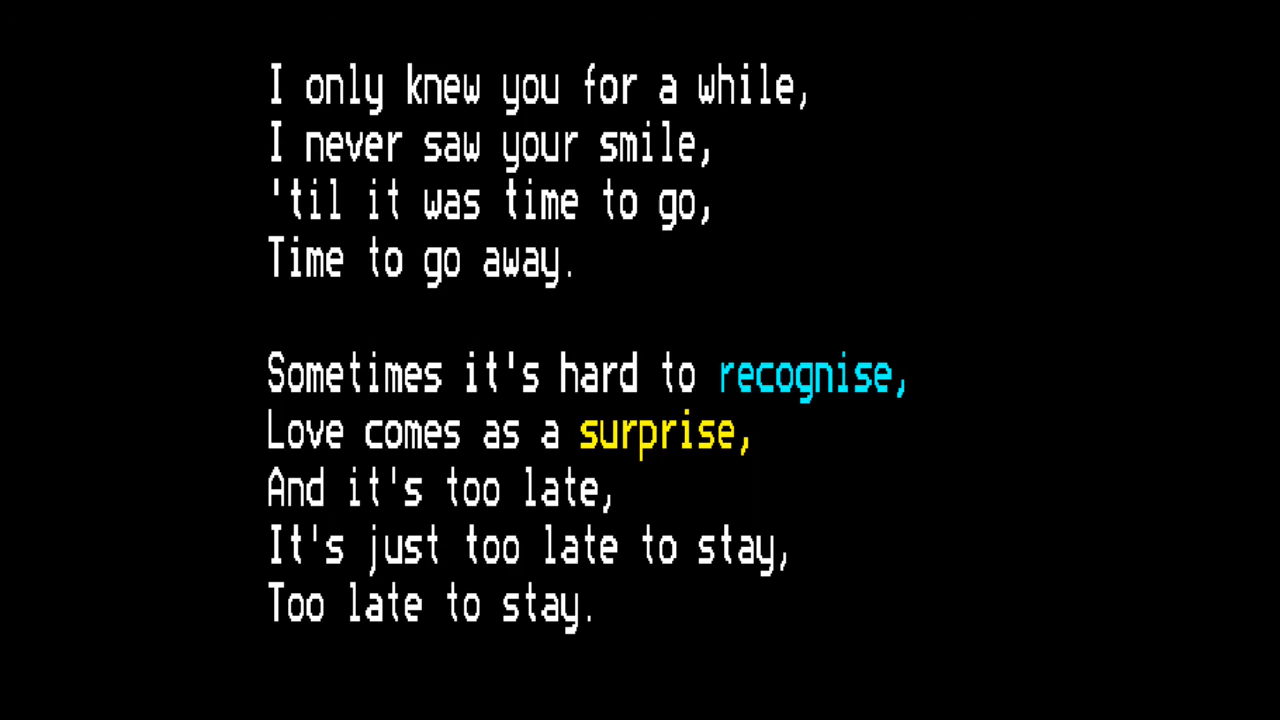 I only knew you for a while,
I never saw your smile,
'til it was time to go,
Time to go away.
Sometimes it's hard to recognise,
Love comes as a surprise,
And it's too late,
It's just too late to stay,
Too late to stay.